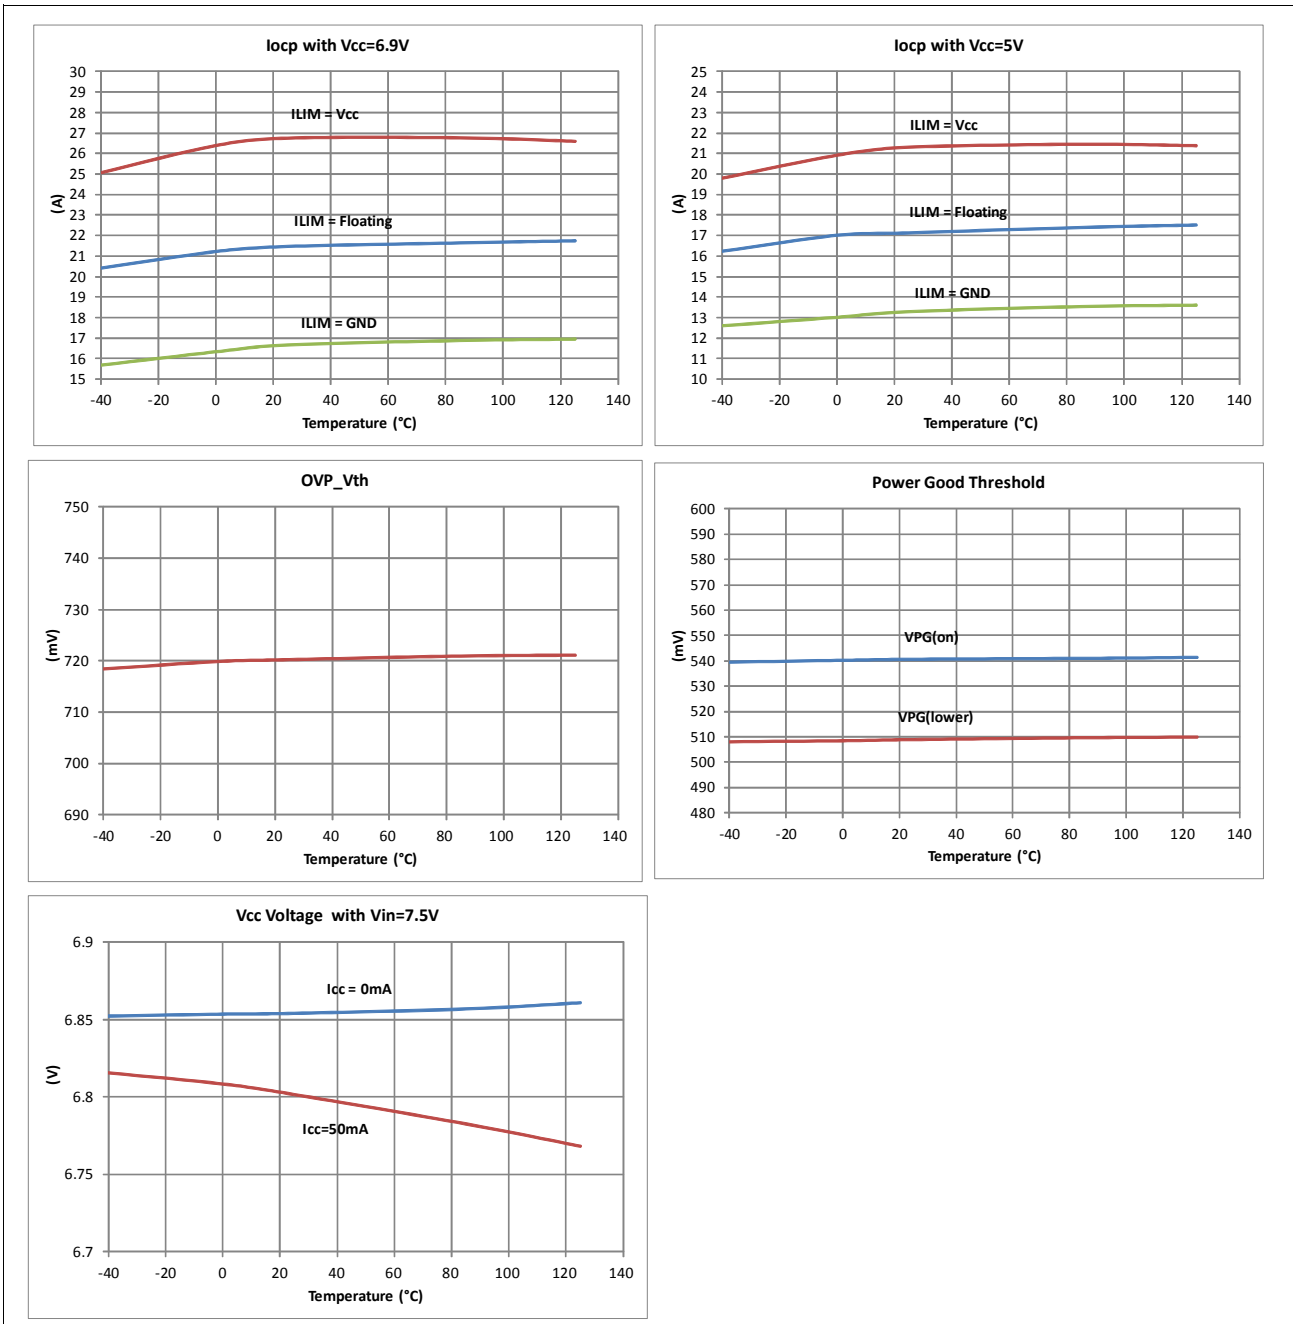 Iocp with Vcc=6.9V
30
29
28
27
26
25
24
23
22
21
20
19
18
17
16
15
(A)
ILIM = Vcc
ILIM = Floating
ILIM = GND
-40 -20 0 20 40 60 80 100 120 140
Temperature (°C)
Iocp with Vcc=5V
25
24
23
22
21
20
19
18
17
16
15
14
13
12
11
10
(A)
ILIM = Vcc
ILIM = Floating
ILIM = GND
-40 -20 0 20 40 60 80 100 120 140
Temperature (°C)
OVP_Vth
750
740
730
720
710
700
690
(mV)
-40 -20 0 20 40 60 80 100 120 140
Temperature (°C)
Power Good Threshold
600
590
580
570
560
550
540
530
520
510
500
490
480
(mV)
VPG(on)
VPG(lower)
-40 -20 0 20 40 60 80 100 120 140
Temperature (°C)
Vcc Voltage with Vin=7.5V
6.9
6.85
6.8
6.75
6.7
(V)
Icc = 0mA
Icc=50mA
-40 -20 0 20 40 60 80 100 120 140
Temperature (°C)